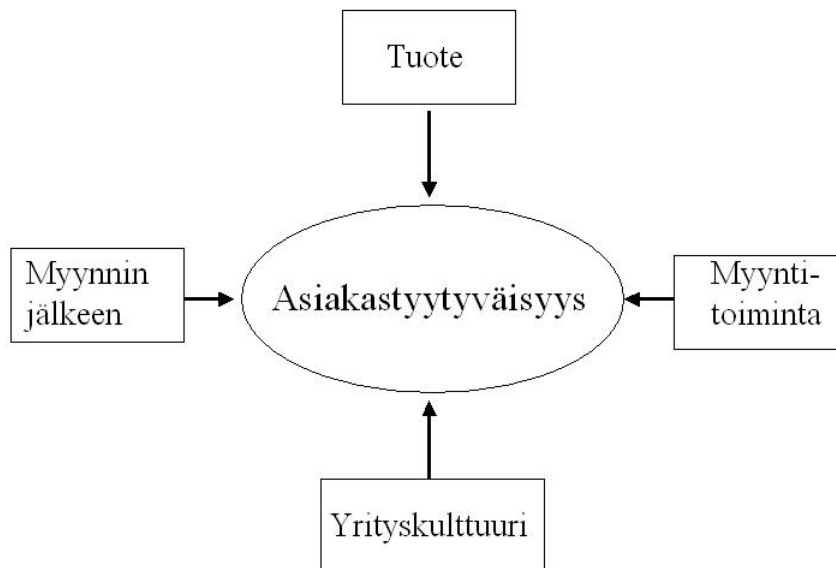 Tuote
Myynnin
jälkeen
Asiakastyytyväisyys
Myynti-
toiminta
Yrityskulttuuri